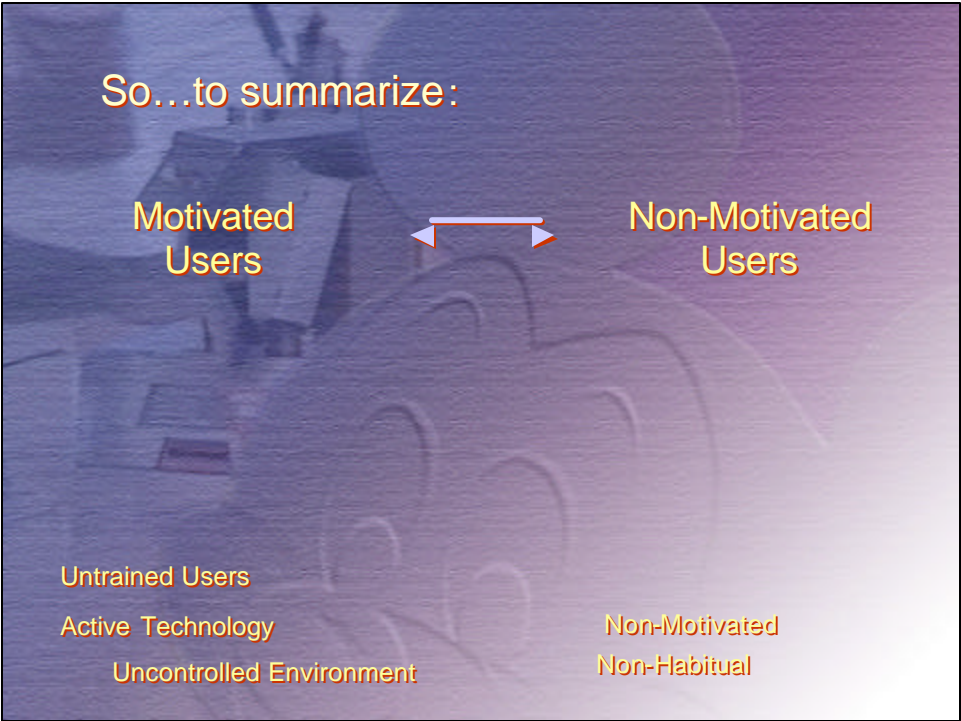 So…to summarize:
Motivated
Users
Non-Motivated
Users
Untrained Users
Active Technology
Uncontrolled Environment
Non-Motivated
Non-Habitual